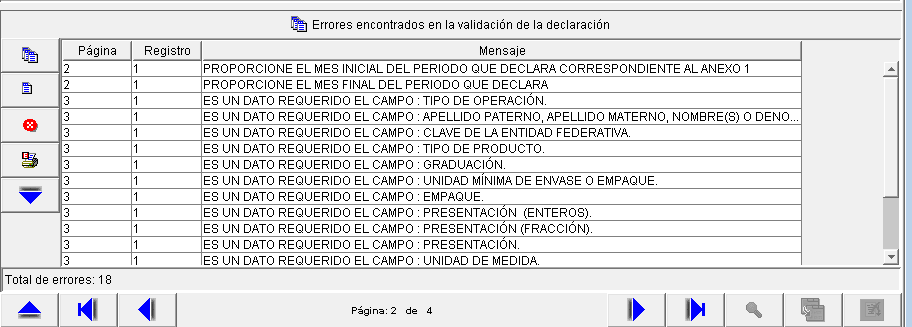 Errores encontrados en la validación de la declaración
Página Registro Mensaje
2 1 PROPORCIONE EL MES INICIAL DEL PERIODO QUE DECLARA CORRESPONDIENTE AL ANEXO 1
2 1 PROPORCIONE EL MES FINAL DEL PERIODO QUE DECLARA
3 1 ES UN DATO REQUERIDO EL CAMPO : TIPO DE OPERACIÓN.
3 1 ES UN DATO REQUERIDO EL CAMPO : APELLIDO PATERNO, APELLIDO MATERNO, NOMBRE(S) O DENO...
3 1 ES UN DATO REQUERIDO EL CAMPO : CLAVE DE LA ENTIDAD FEDERATIVA.
3 1 ES UN DATO REQUERIDO EL CAMPO : TIPO DE PRODUCTO.
3 1 ES UN DATO REQUERIDO EL CAMPO : GRADUACIÓN.
3 1 ES UN DATO REQUERIDO EL CAMPO : UNIDAD MÍNIMA DE ENVASE O EMPAQUE.
3 1 ES UN DATO REQUERIDO EL CAMPO : EMPAQUE.
3 1 ES UN DATO REQUERIDO EL CAMPO : PRESENTACIÓN (ENTEROS).
3 1 ES UN DATO REQUERIDO EL CAMPO : PRESENTACIÓN (FRACCIÓN).
3 1 ES UN DATO REQUERIDO EL CAMPO : PRESENTACIÓN.
3 1 ES UN DATO REQUERIDO EL CAMPO : UNIDAD DE MEDIDA.
Total de errores: 18
Página: 2 de 4